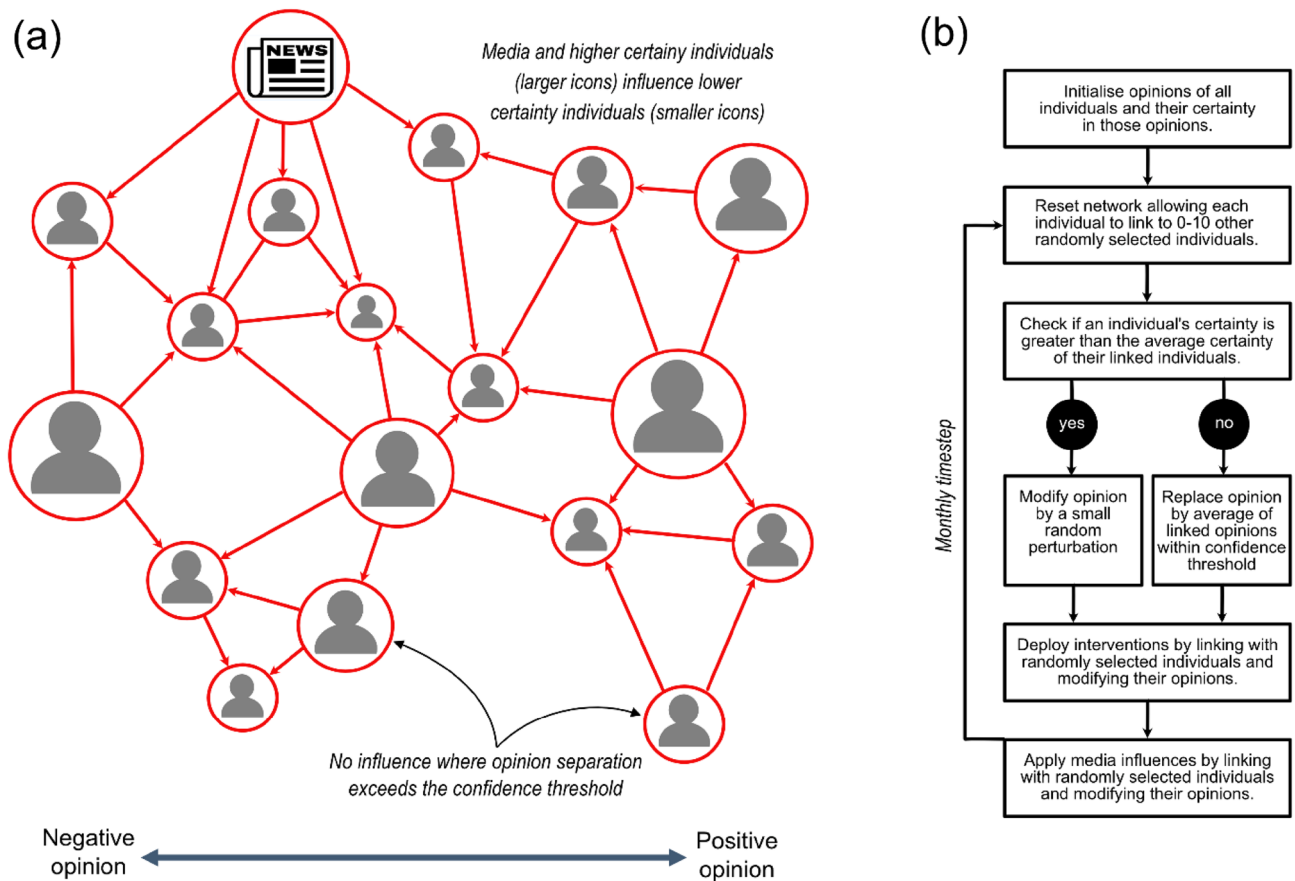 (a)
NEWS
Media and higher certainy individuals
(larger icons) influence lower
certainty individuals (smaller icons)
No influence where opinion separation
exceeds the confidence threshold
Negative
opinion
Positive
opinion
(b)
Initialise opinions of all
individuals and their certainty
in those opinions.
Reset network allowing each
individual to link to 0-10 other
randomly selected individuals.
Check if an individual's certainty is
greater than the average certainty
of their linked individuals.
yes
no
Monthly timestep
Modify opinion
by a small
random
perturbation
Replace opinion
by average of
linked opinions
within confidence
threshold
Deploy interventions by linking with
randomly selected individuals and
modifying their opinions.
Apply media influences by linking
with randomly selected individuals
and modifying their opinions.